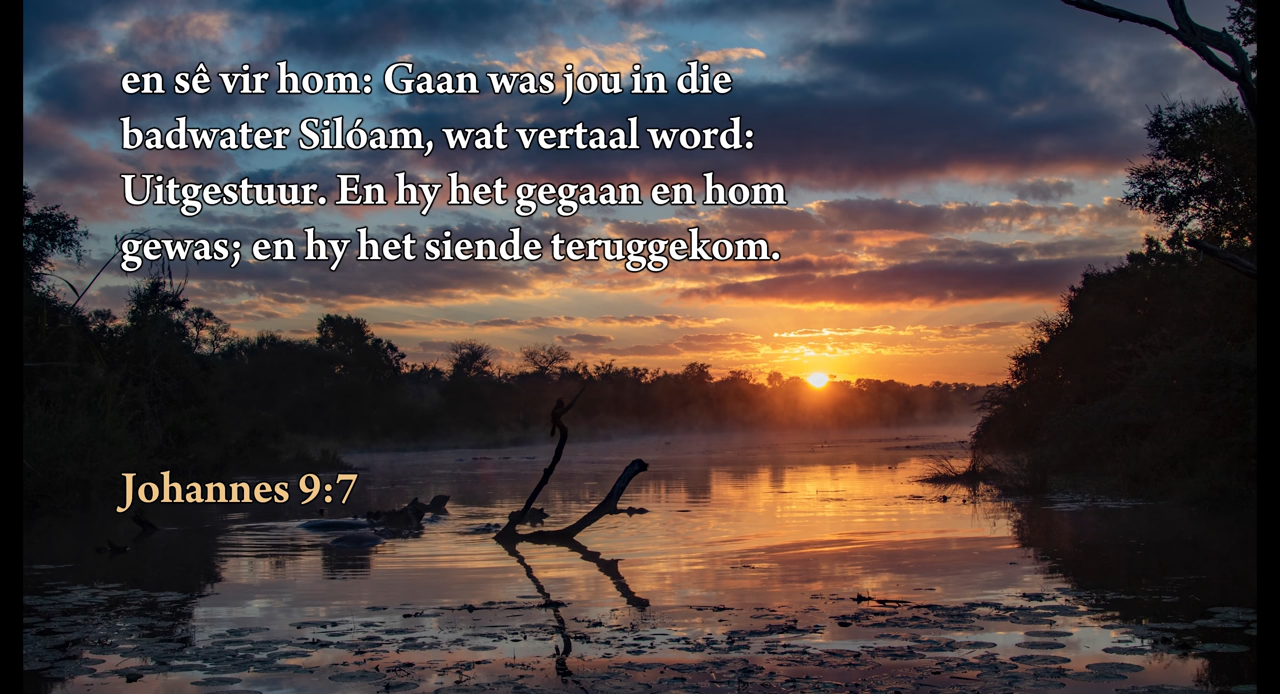 en sê vir hom: Gaan was jou in die
badwater Silóam, wat vertaal word:
Uitgestuur. En hy het gegaan en hom
gewas; en hy het siende teruggekom.
Johannes 9:7